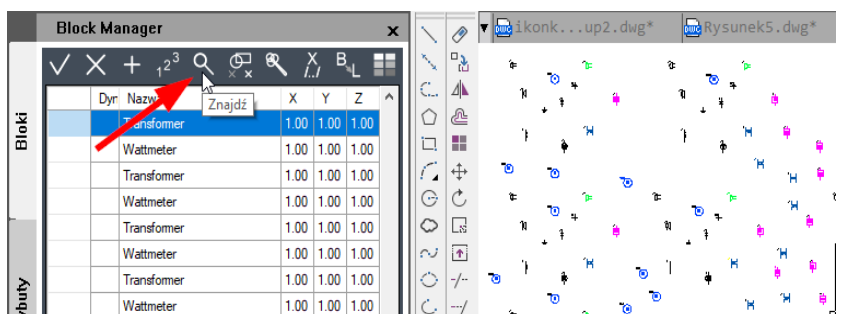 Block Manager x
ikonk...up2.dwg*
Rysunek5.dwg*
1 2 3
Znajdź
Dyr Nazw X Y Z
Transformer 1.00 1.00 1.00
Wattmeter 1.00 1.00 1.00
Transformer 1.00 1.00 1.00
Wattmeter 1.00 1.00 1.00
Transformer 1.00 1.00 1.00
Wattmeter 1.00 1.00 1.00
Transformer 1.00 1.00 1.00
Wattmeter 1.00 1.00 1.00
Bloki
ybuty